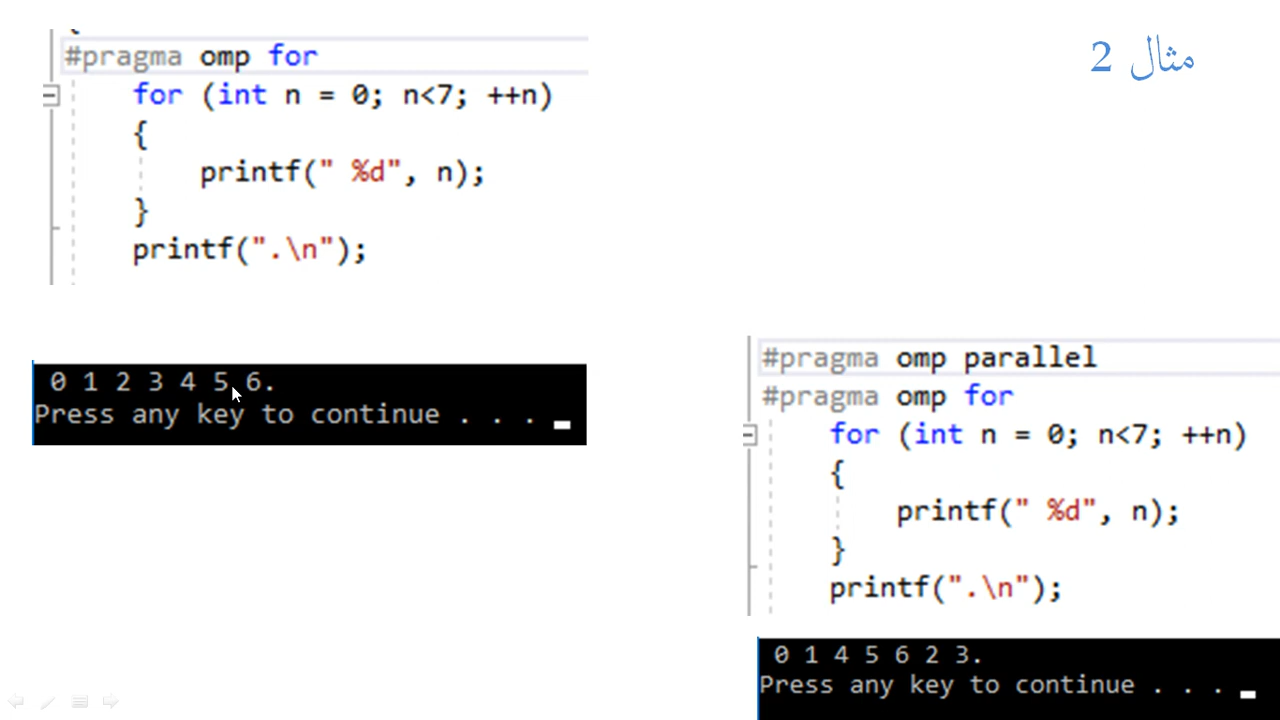 مثال 2
#pragma omp for
for (int n = 0; n<7; ++n)
{
printf(" %d", n);
}
printf(".\n");
0 1 2 3 4 5 6.
Press any key to continue . . .
#pragma omp parallel
#pragma omp for
for (int n = 0; n<7; ++n)
{
printf(" %d", n);
}
printf(".\n");
0 1 4 5 6 2 3.
Press any key to continue . . .